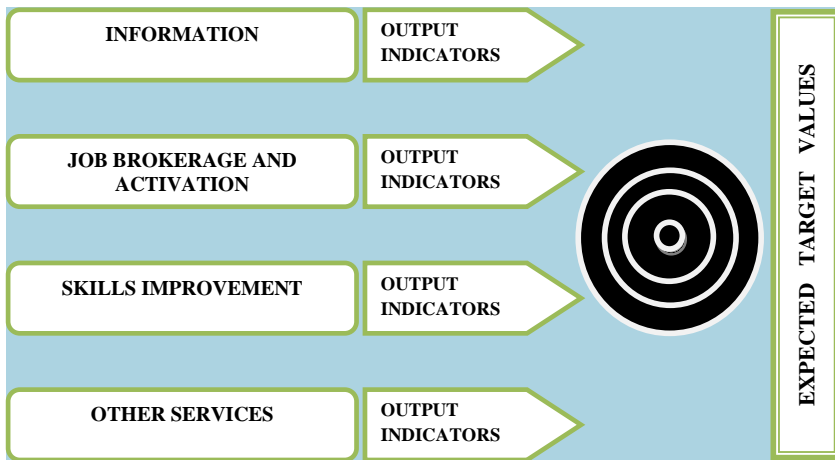 INFORMATION
OUTPUT
INDICATORS
JOB BROKERAGE AND
ACTIVATION
OUTPUT
INDICATORS
SKILLS IMPROVEMENT
OUTPUT
INDICATORS
OTHER SERVICES
OUTPUT
INDICATORS
EXPECTED TARGET VALUES